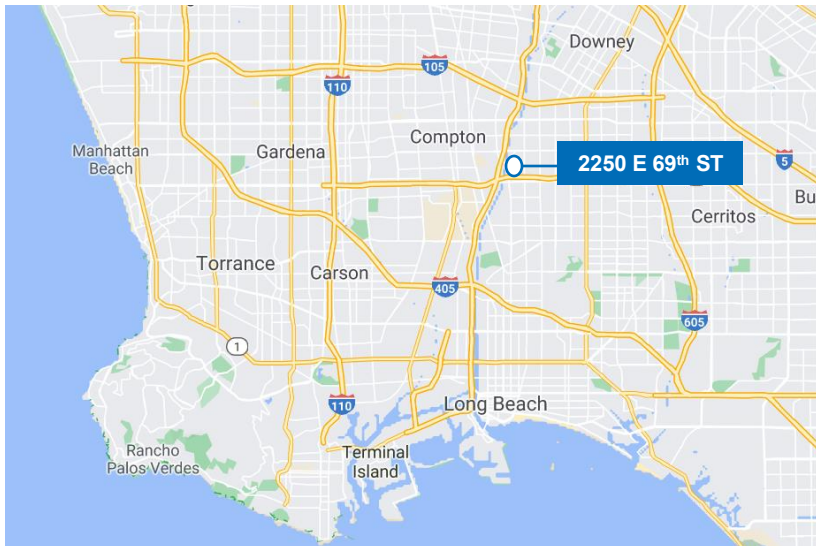 Downey
105
110
Compton
Manhattan
Beach
Gardena
2250 E 69th ST
5
Bu
Cerritos
Torrance
Carson
405
605
1
110
Long Beach
Rancho
Palos Verdes
Terminal
Island